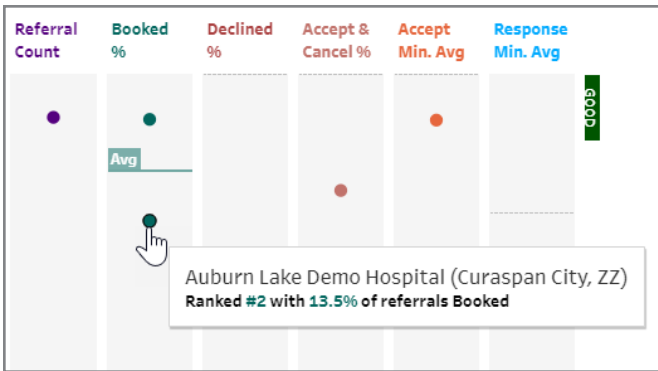 Referral Count
Booked %
Declined %
Accept & Cancel %
Accept Min. Avg
Response Min. Avg
GOOD
Avg
Auburn Lake Demo Hospital (Curaspan City, ZZ)
Ranked #2 with 13.5% of referrals Booked